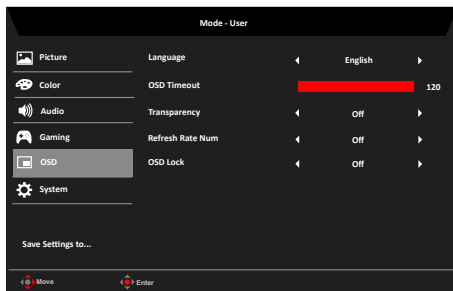 Mode - User
Picture
Language English
Color
OSD Timeout 120
Audio
Transparency Off
Gaming
Refresh Rate Num Off
OSD
OSD Lock Off
System
Save Settings to...
Move Enter